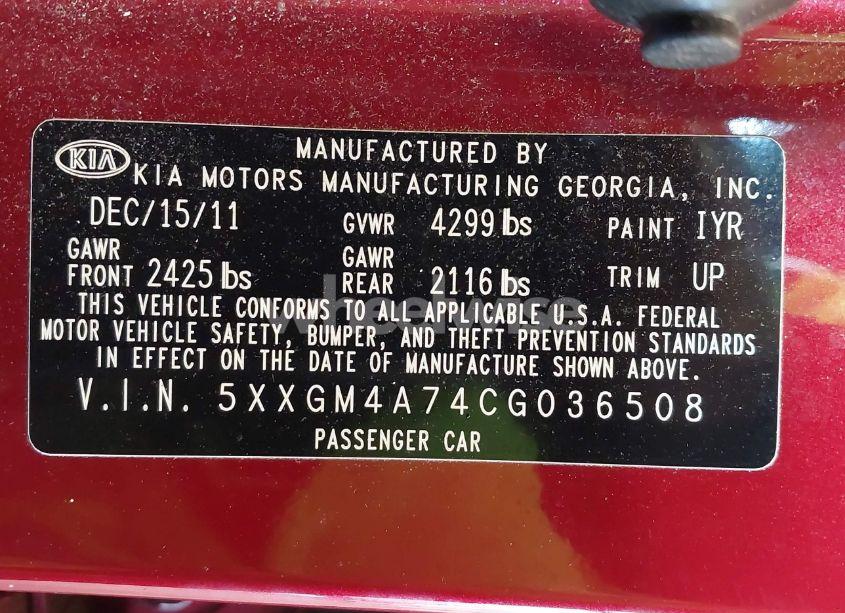 MANUFACTURED BY
KIA KIA MOTORS MANUFACTURING GEORGIA, INC.
DEC/15/11 GVWR 4299 lbs PAINT IYR
GAWR FRONT 2425 lbs GAWR REAR 2116 lbs TRIM UP
THIS VEHICLE CONFORMS TO ALL APPLICABLE U.S.A. FEDERAL
MOTOR VEHICLE SAFETY, BUMPER, AND THEFT PREVENTION STANDARDS
IN EFFECT ON THE DATE OF MANUFACTURE SHOWN ABOVE.
V.I.N. 5XXGM4A74CG036508
PASSENGER CAR